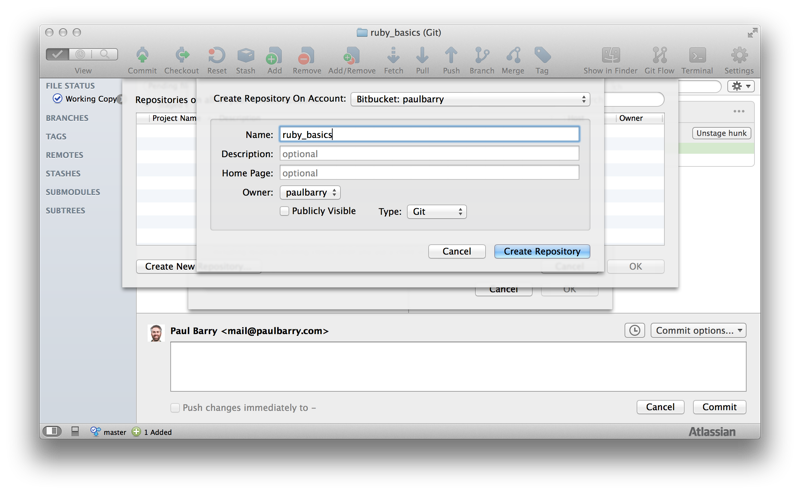 ruby_basics (Git)
View
Commit
Checkout
Reset
Stash
Add
Remove
Add/Remove
Fetch
Pull
Push
Branch
Merge
Tag
Show in Finder
Git Flow
Terminal
Settings
FILE STATUS
Working Copy
BRANCHES
TAGS
REMOTES
STASHES
SUBMODULES
SUBTREES
Repositories o
Project Name
Owner
Unstage hunk
Create Repository On Account: Bitbucket: paulbarry
Name: ruby_basics
Description: optional
Home Page: optional
Owner: paulbarry
Publicly Visible Type: Git
Cancel Create Repository
Create New Repository
Cancel OK
Cancel OK
Paul Barry <mail@paulbarry.com>
Commit options...
Push changes immediately to -
Cancel Commit
master 1 Added
Atlassian